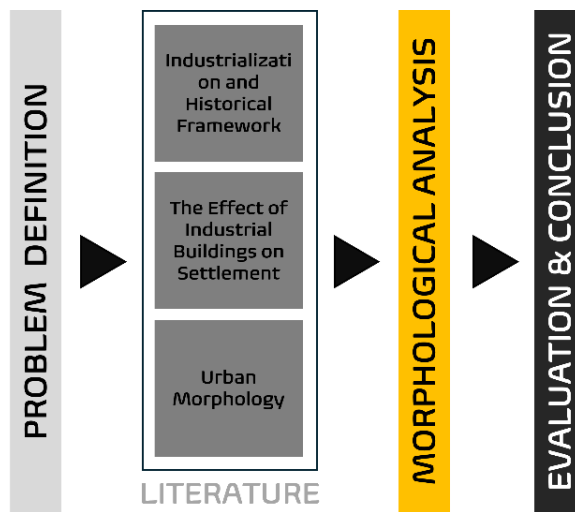 PROBLEM DEFINITION
Industrializati
on and
Historical
Framework
The Effect of
Industrial
Buildings on
Settlement
Urban
Morphology
LITERATURE
MORPHOLOGICAL ANALYSIS
EVALUATION & CONCLUSION